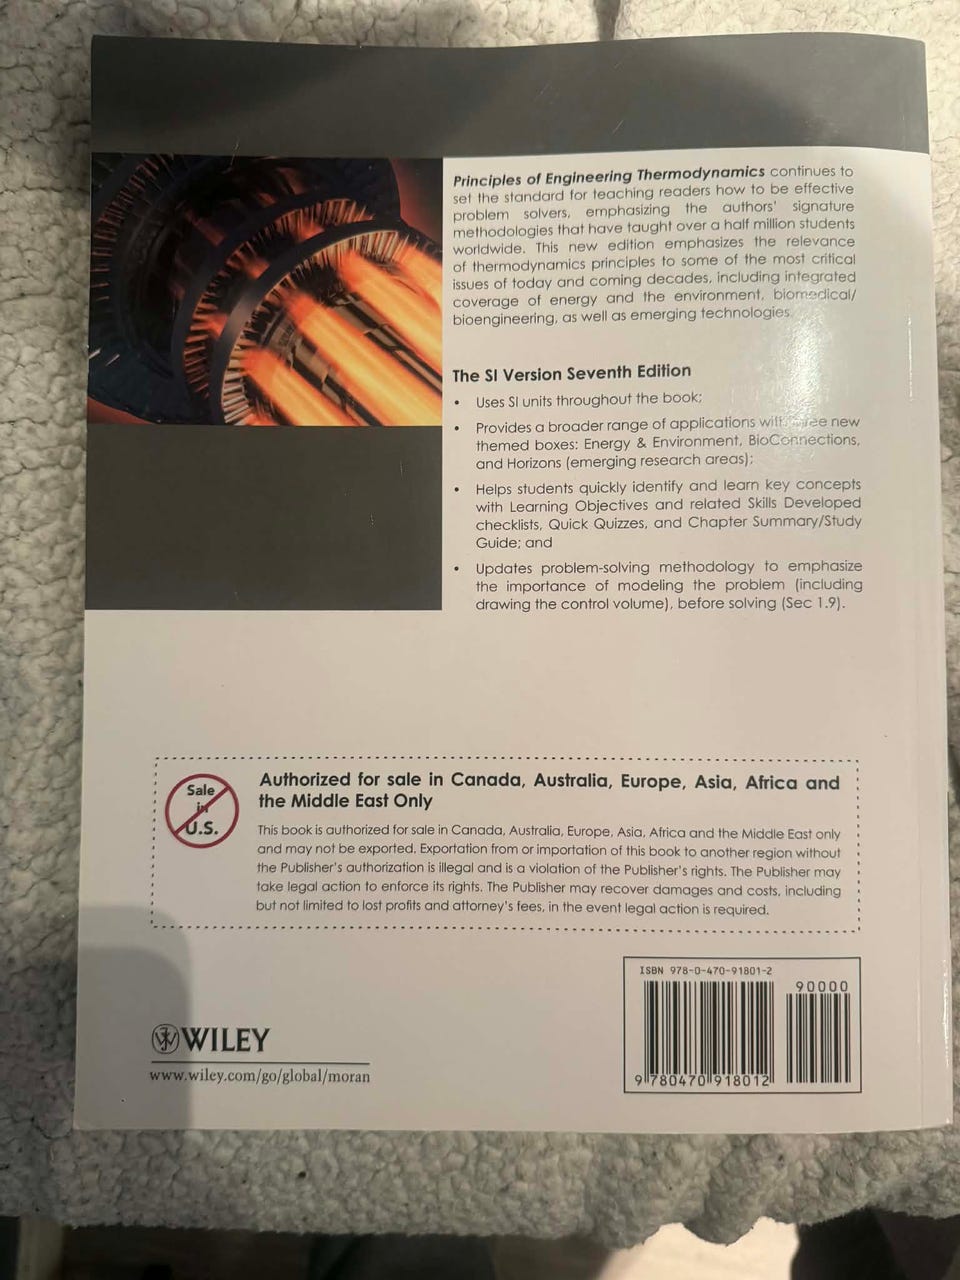 Principles of Engineering Thermodynamics continues to
set the standard for teaching readers how to be effective
problem solvers, emphasizing the authors' signature
methodologies that have taught over a half million students
worldwide. This new edition emphasizes the relevance
of thermodynamics principles to some of the most critical
issues of today and coming decades, including integrated
coverage of energy and the environment, biomedical/
bioengineering, as well as emerging technologies.
The SI Version Seventh Edition
• Uses SI units throughout the book;
• Provides a broader range of applications with three new
themed boxes: Energy & Environment, BioConnections,
and Horizons (emerging research areas);
• Helps students quickly identify and learn key concepts
with Learning Objectives and related Skills Developed
checklists, Quick Quizzes, and Chapter Summary/Study
Guide; and
• Updates problem-solving methodology to emphasize
the importance of modeling the problem (including
drawing the control volume), before solving (Sec 1.9).
Sale
in
U.S.
Authorized for sale in Canada, Australia, Europe, Asia, Africa and
the Middle East Only
This book is authorized for sale in Canada, Australia, Europe, Asia, Africa and the Middle East only
and may not be exported. Exportation from or importation of this book to another region without
the Publisher's authorization is illegal and is a violation of the Publisher's rights. The Publisher may
take legal action to enforce its rights. The Publisher may recover damages and costs, including
but not limited to lost profits and attorney's fees, in the event legal action is required.
WILEY
www.wiley.com/go/global/moran
ISBN 978-0-470-91801-2
90000
9 780470 918012